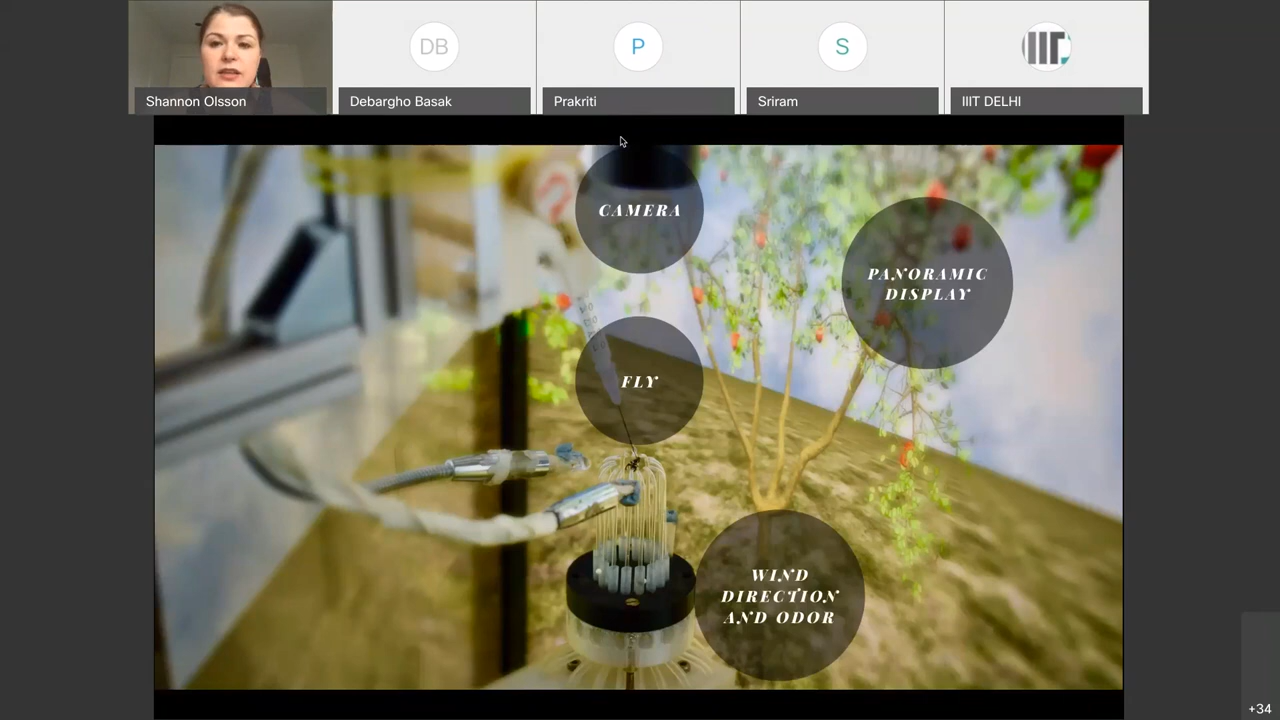 DB
P
S
Shannon Olsson
Debargho Basak
Prakriti
Sriram
IIIT DELHI
CAMERA
PANORAMIC
DISPLAY
FLY
WIND
DIRECTION
AND ODOR
+34